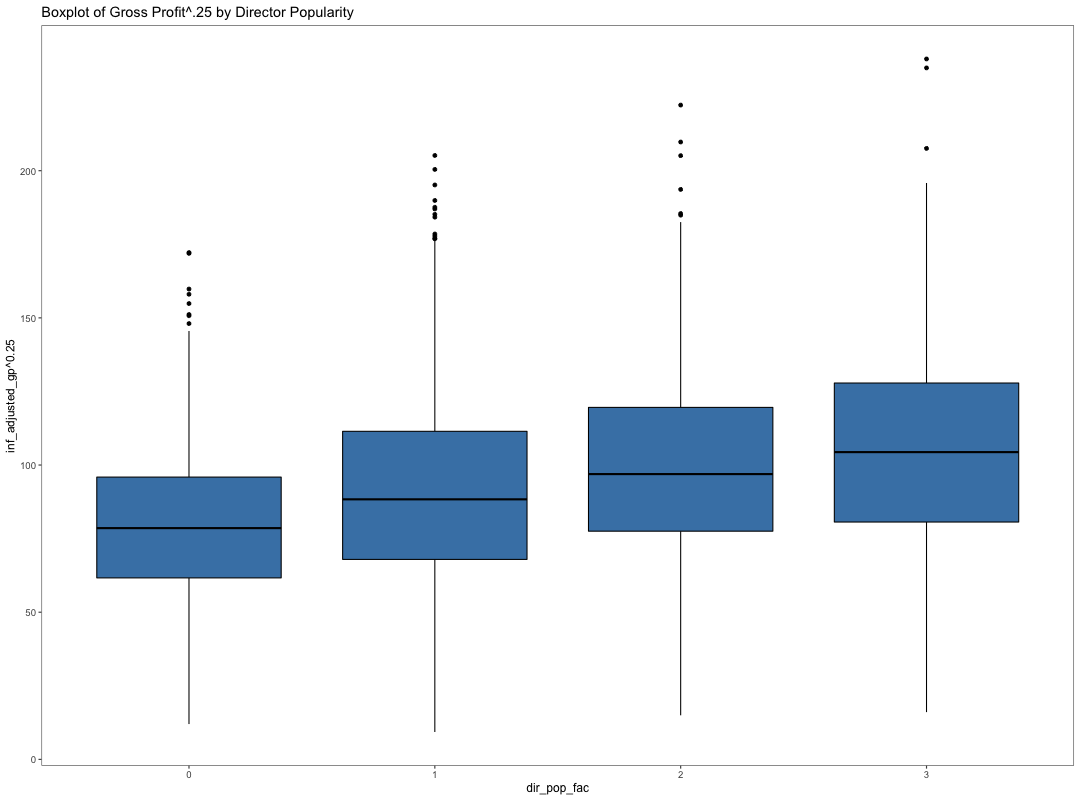 Boxplot of Gross Profit^.25 by Director Popularity
inf_adjusted_gp^0.25
200
150
100
50
0
0 1 2 3
dir_pop_fac